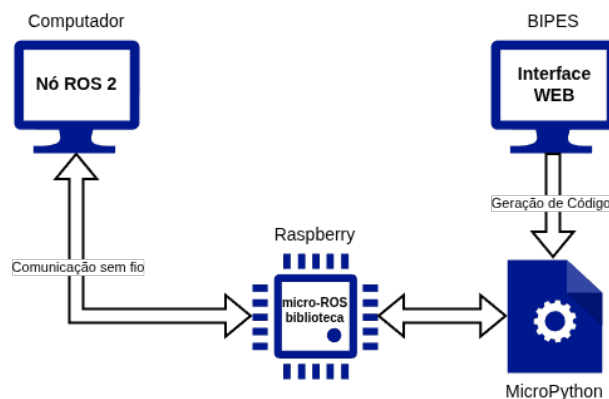 Computador
BIPES
Nó ROS 2
Interface
WEB
Geração de Código
Comunicação sem fio
Raspberry
micro-ROS
biblioteca
MicroPython